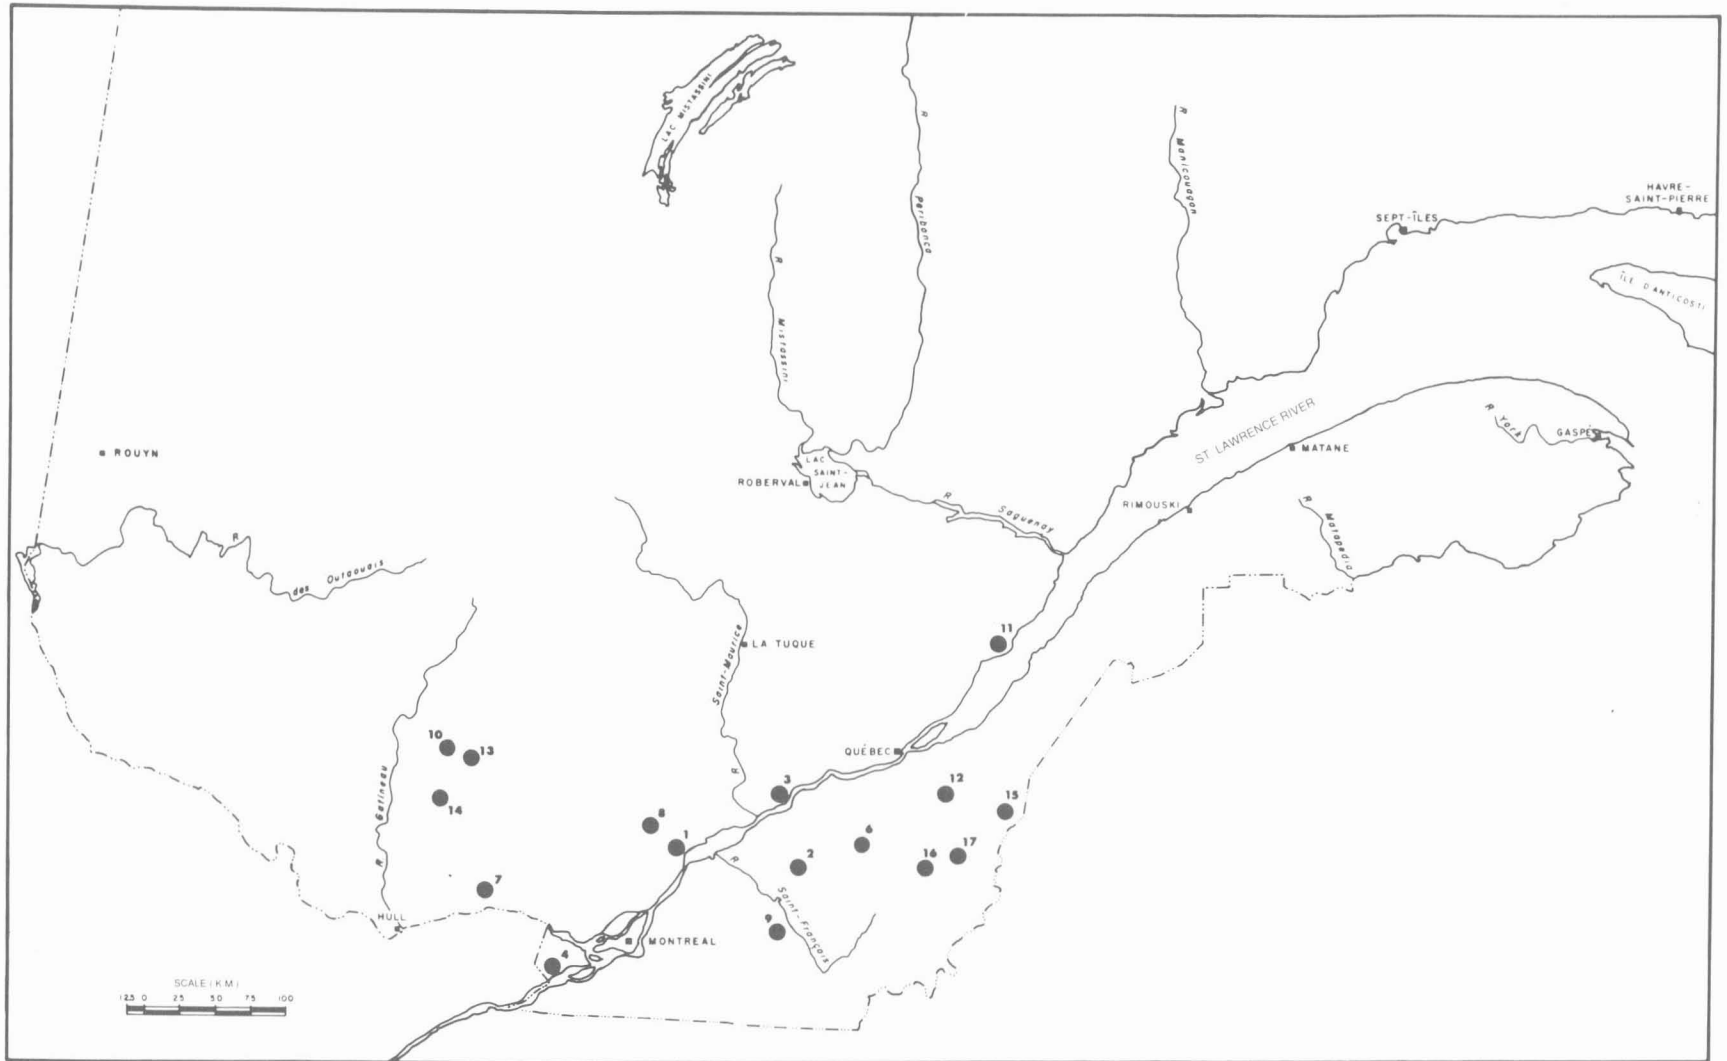 LAC MISTASSINI
R
Peribonca
R
Manicouagan
HAVRE-
SAINT-PIERRE
SEPT-ÎLES
ÎLE D'ANTICOSTI
R
Mistassini
ST. LAWRENCE RIVER
R York
GASPÉ
MATANE
ROUYN
LAC
SAINT-
JEAN
ROBERVAL
R
Saguenay
RIMOUSKI
R
Matapedia
R
des Outaouais
11
LA TUQUE
Saint-Maurice
R
10
13
14
R Gatineau
QUÉBEC
3
12
15
8
1
6
2
16
17
7
R
Saint-François
9
HULL
MONTREAL
4
SCALE (KM)
12.5 0 25 50 75 100